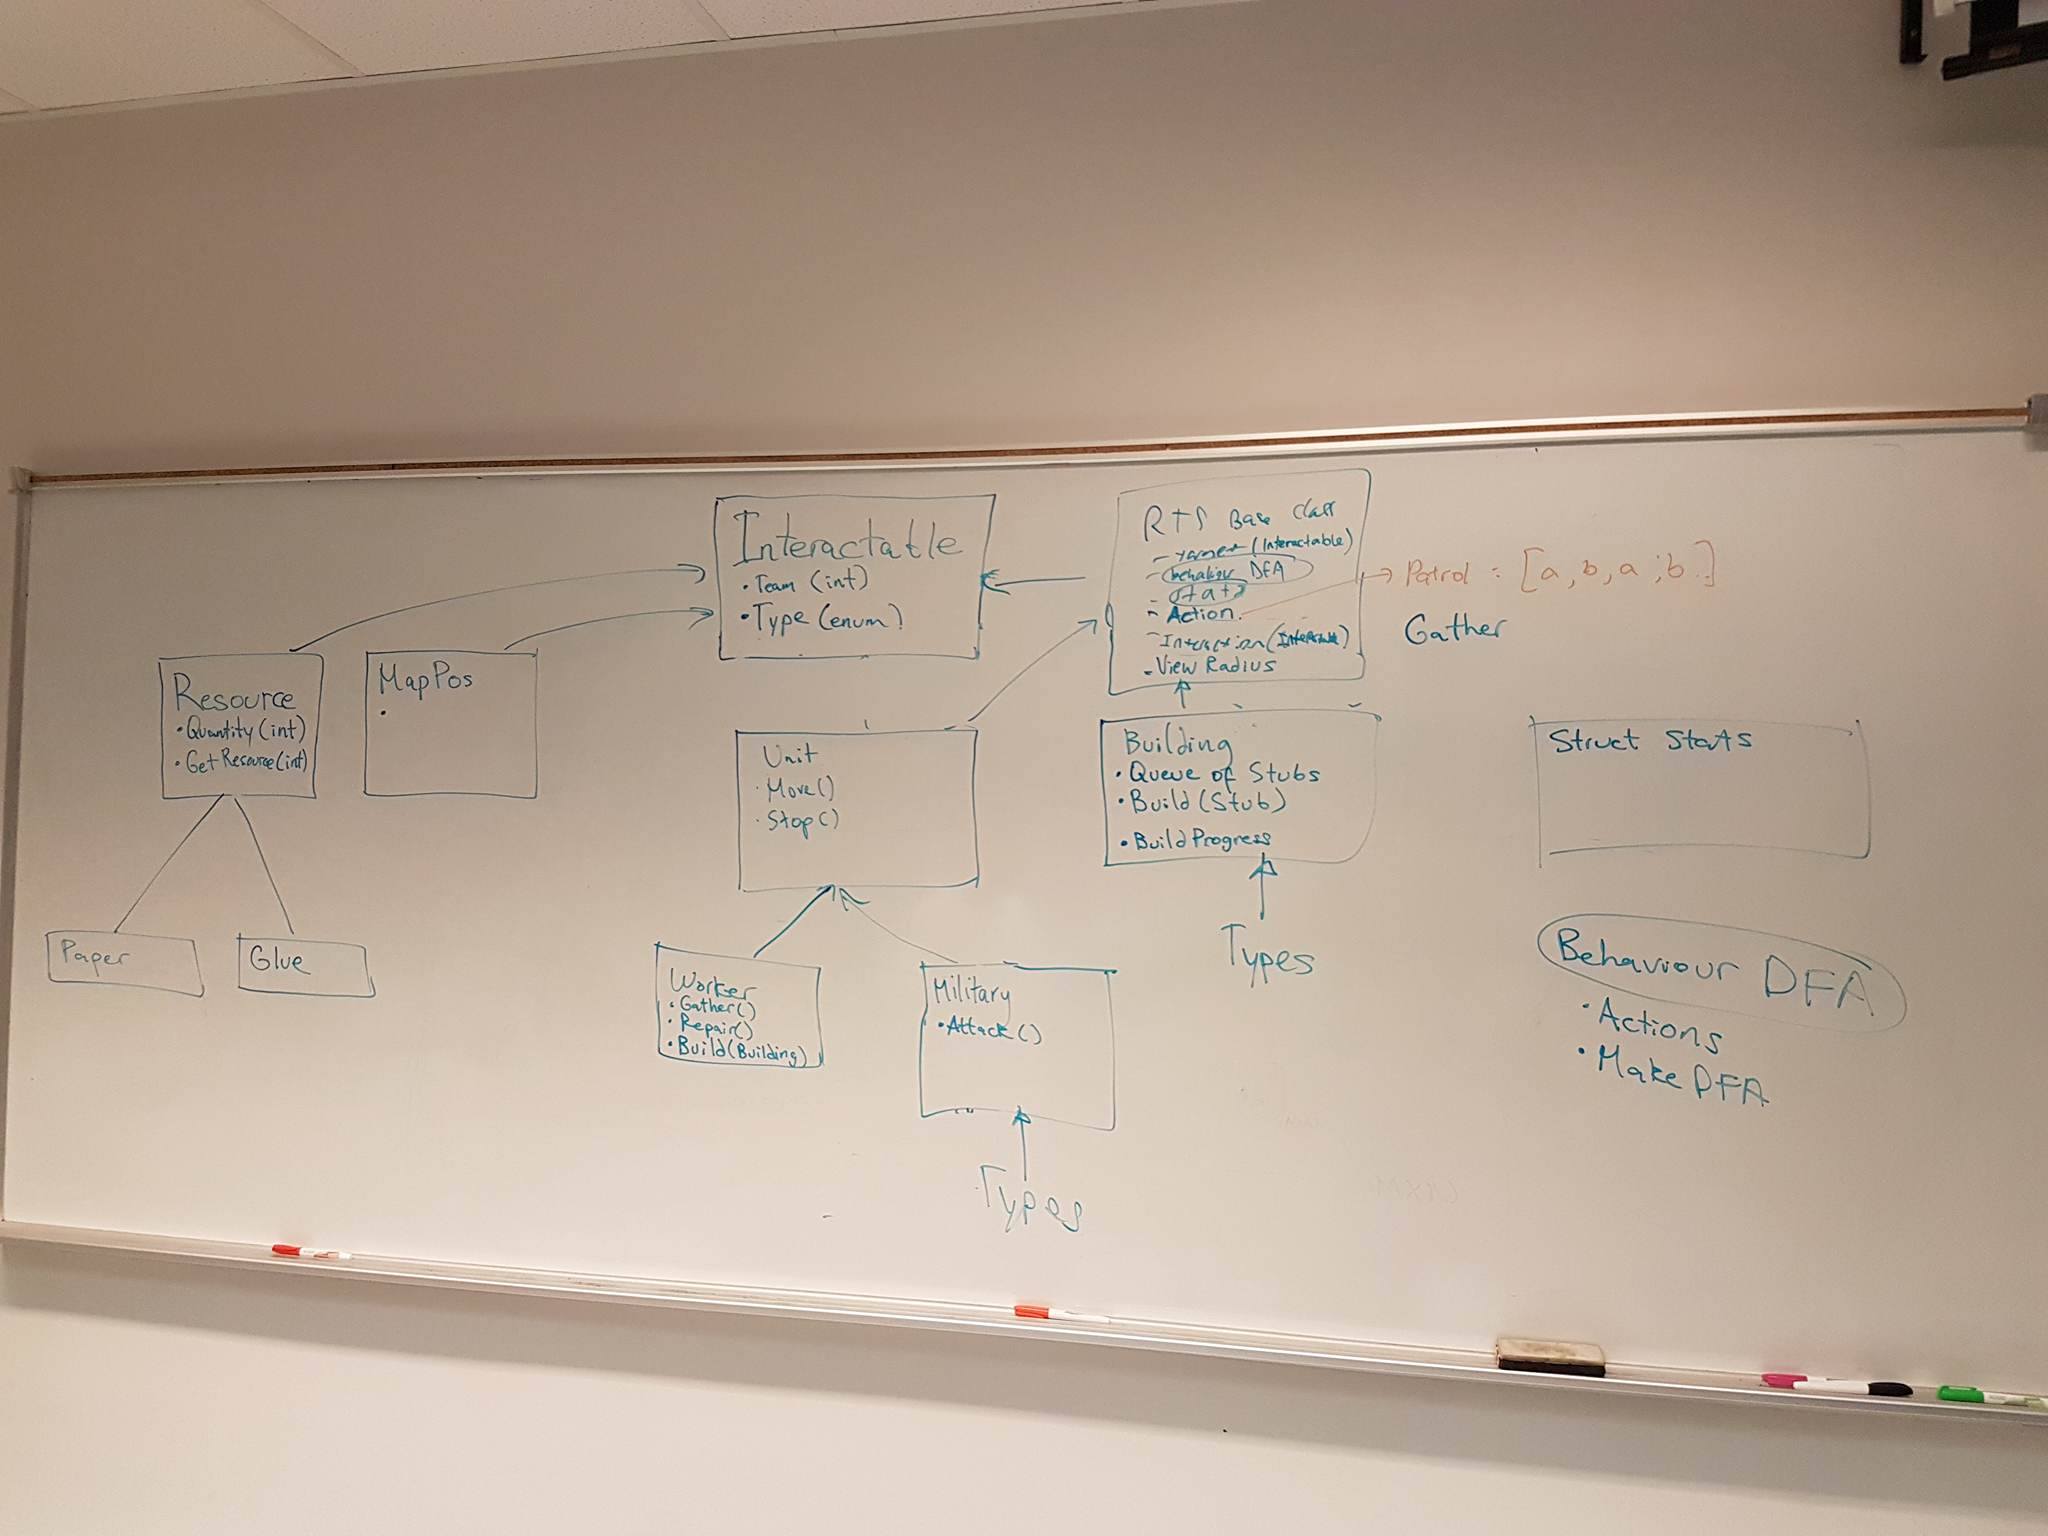 Interactable
• Team (int)
• Type (enum)
RTS Base Class
- target (Interactable)
- behaviour DFA
- stats
- Action
- Interaction (Interactable)
- View Radius
→ Patrol = [a, b, a, b..]
Gather
Resource
• Quantity (int)
• Get Resource (int)
MapPos
•
Unit
• Move()
• Stop()
Building
• Queue of Stubs
• Build (Stub)
• Build Progress
Struct Stats
Paper
Glue
Worker
• Gather()
• Repair()
• Build (Building)
Military
• Attack()
Types
Types
Behaviour DFA
• Actions
• Make DFA